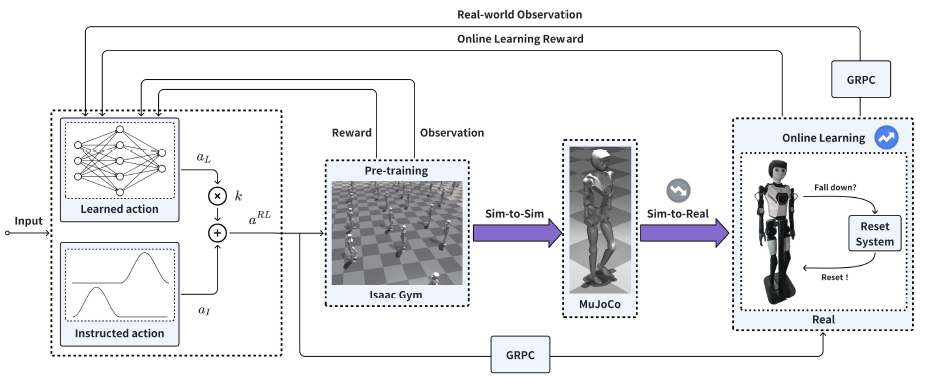 Real-world Observation
Online Learning Reward
GRPC
Reward
Observation
Online Learning
Input
a_L
k
Learned action
a^{RL}
Instructed action
a_I
Pre-training
Isaac Gym
Sim-to-Sim
MuJoCo
Sim-to-Real
Fall down?
Reset
System
Reset !
Real
GRPC